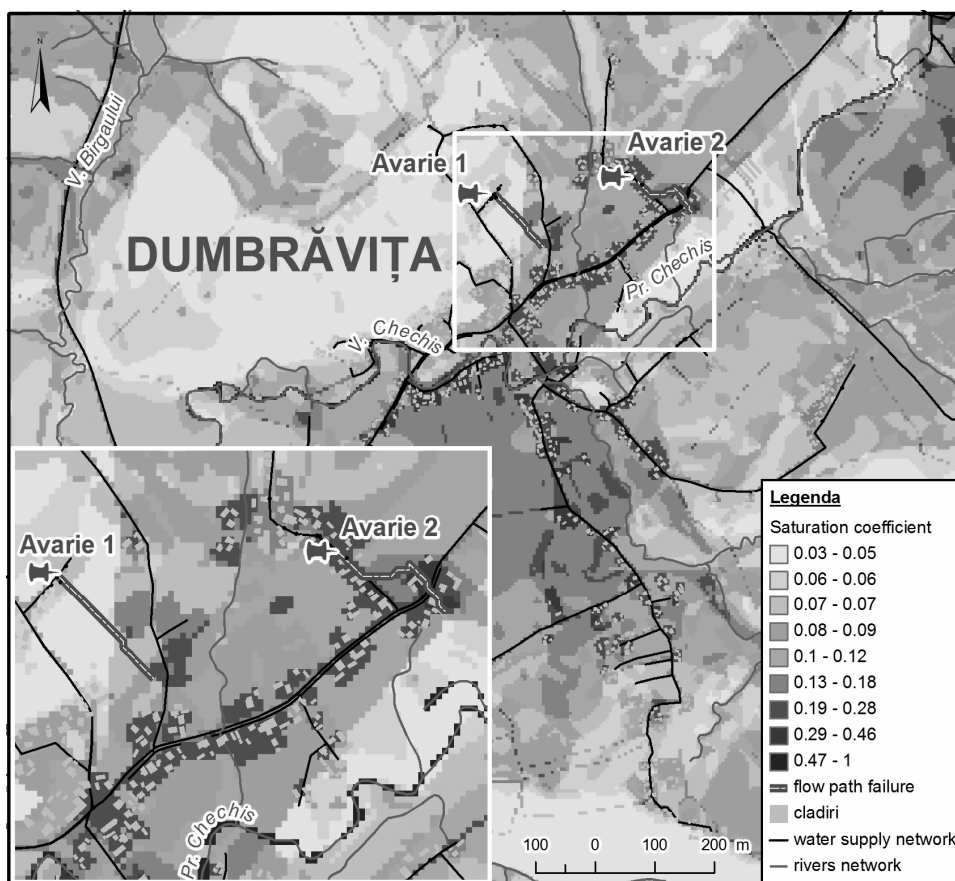 N
V. Birgaului
Avarie 1
Avarie 2
DUMBRĂVIȚA
Pr. Chechis
V. Chechis
Avarie 1
Avarie 2
Pr. Chechis
Legenda
Saturation coefficient
0.03 - 0.05
0.06 - 0.06
0.07 - 0.07
0.08 - 0.09
0.1 - 0.12
0.13 - 0.18
0.19 - 0.28
0.29 - 0.46
0.47 - 1
flow path failure
cladiri
water supply network
rivers network
100 0 100 200 m